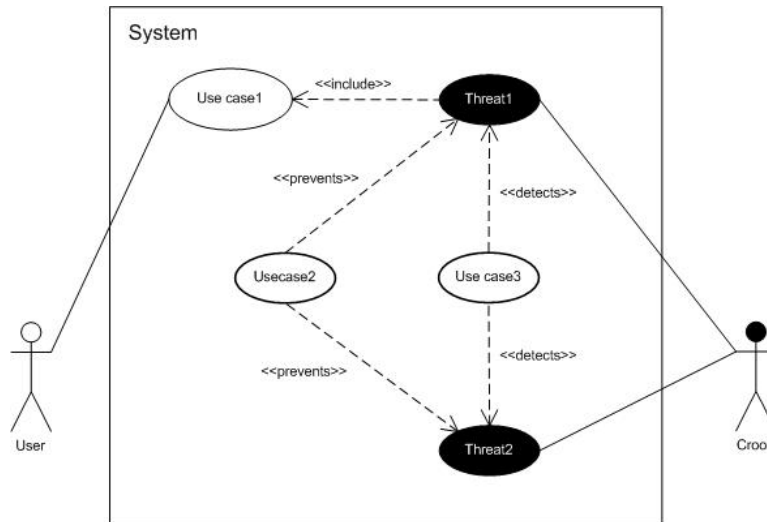 System
Use case1
<<include>>
Threat1
<<prevents>>
<<detects>>
Usecase2
Use case3
<<prevents>>
<<detects>>
User
Threat2
Croo